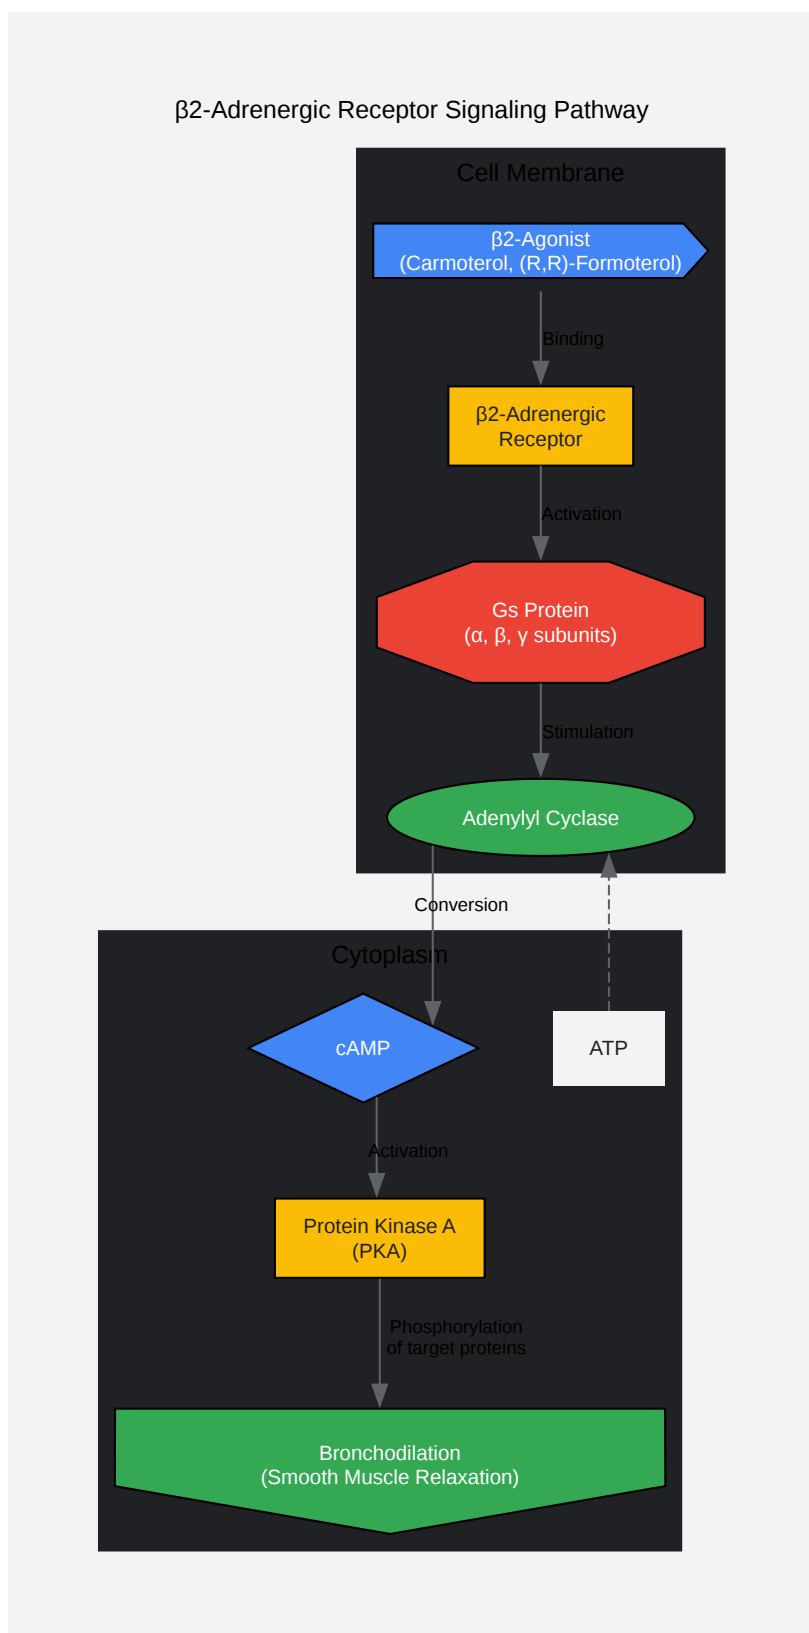 β2-Adrenergic Receptor Signaling Pathway
Cell Membrane
β2-Agonist
(Carmoterol, (R,R)-Formoterol)
Binding
β2-Adrenergic
Receptor
Activation
Gs Protein
(α, β, γ subunits)
Stimulation
Adenylyl Cyclase
Conversion
Cytoplasm
cAMP
ATP
Activation
Protein Kinase A
(PKA)
Phosphorylation
of target proteins
Bronchodilation
(Smooth Muscle Relaxation)